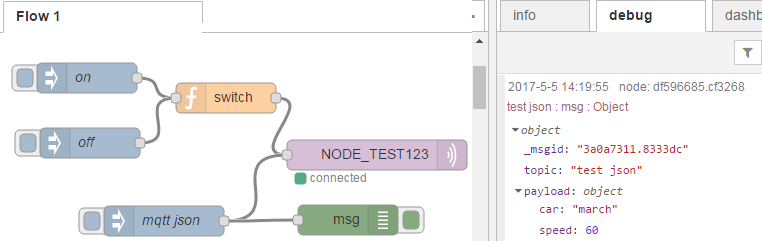 Flow 1
on
off
switch
NODE_TEST123
connected
mqtt json
msg
info
debug
dashb
2017-5-5 14:19:55 node: df596685.cf3268
test json : msg : Object
object
_msgid: "3a0a7311.8333dc"
topic: "test json"
payload: object
car: "march"
speed: 60